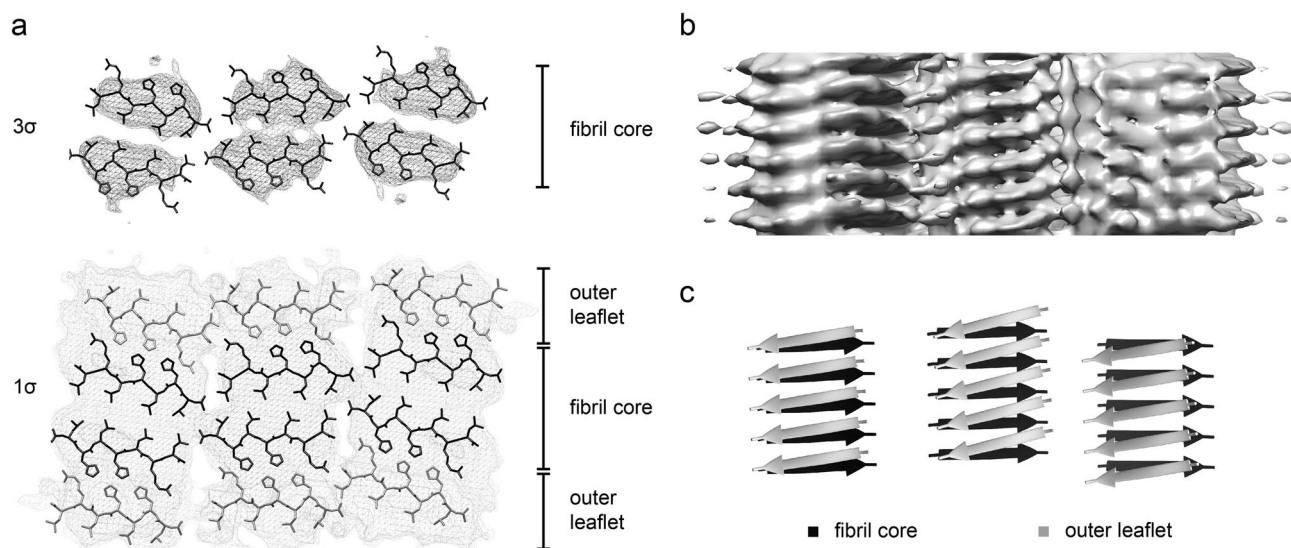 a
3σ
fibril core
1σ
outer
leaflet
fibril core
outer
leaflet
b
c
fibril core
outer leaflet